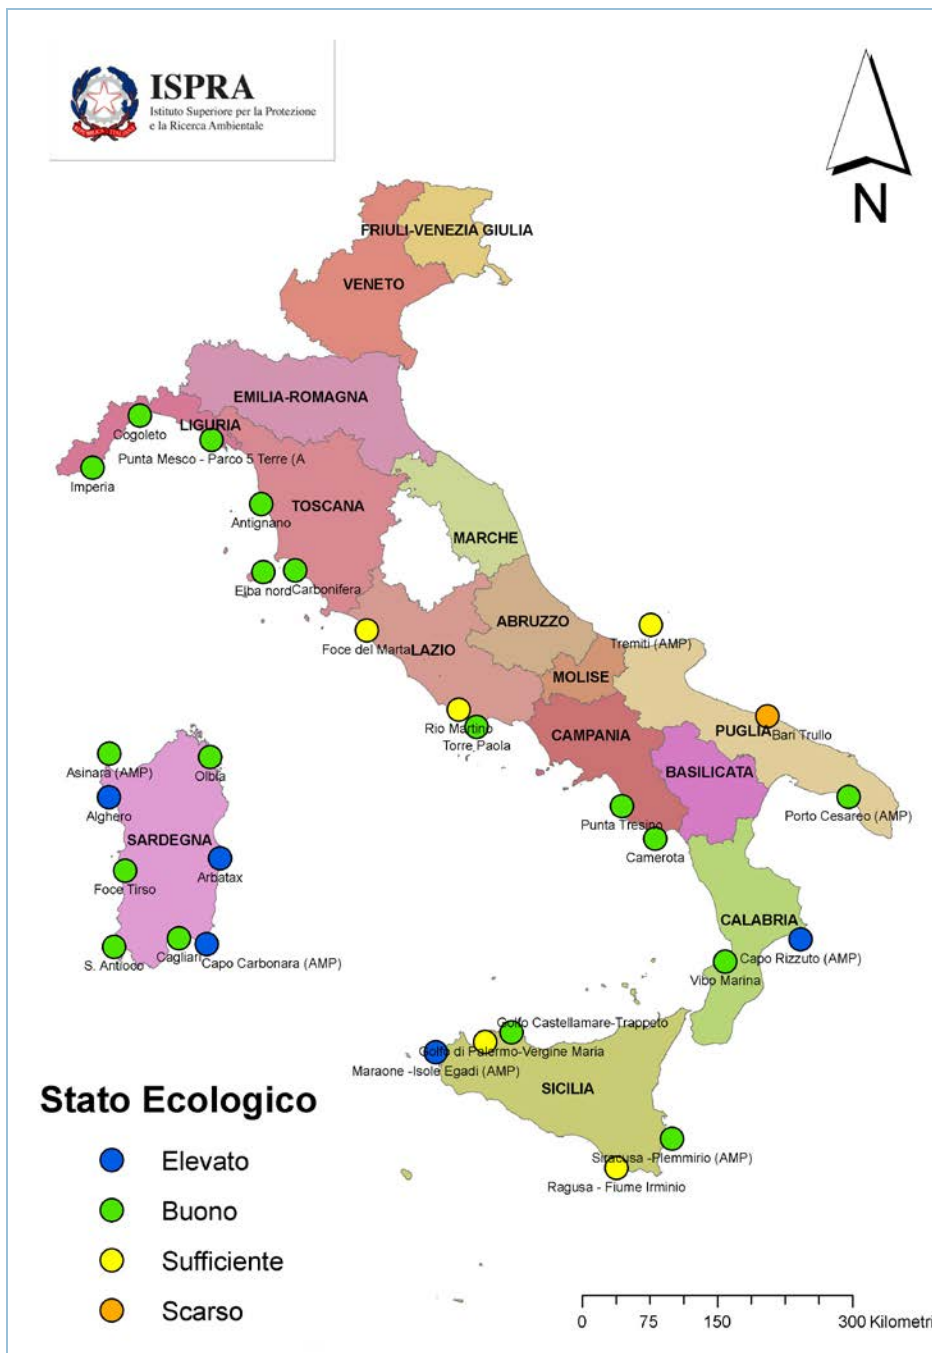 ISPRA
Istituto Superiore per la Protezione
e la Ricerca Ambientale
REPUBBLICA ITALIANA
N
FRIULI-VENEZIA GIULIA
VENETO
EMILIA-ROMAGNA
LIGURIA
Cogoleto
Punta Mesco - Parco 5 Terre (A
Imperia
TOSCANA
Antignano
MARCHE
Elba nord
Carbonifera
ABRUZZO
Foce del Marta
LAZIO
Tremiti (AMP)
MOLISE
Rio Martino
Torre Paola
CAMPANIA
PUGLIA
Bari Trullo
BASILICATA
Asinara (AMP)
Olbia
Alghero
Punta Tresino
Porto Cesareo (AMP)
SARDEGNA
Camerota
Arbatax
Foce Tirso
CALABRIA
S. Antioco
Cagliari
Capo Carbonara (AMP)
Capo Rizzuto (AMP)
Vibo Marina
Golfo Castellamare-Trappeto
Golfo di Palermo-Vergine Maria
Maraone -Isole Egadi (AMP)
SICILIA
Siracusa -Plemmirio (AMP)
Ragusa - Fiume Irminio
Stato Ecologico
Elevato
Buono
Sufficiente
Scarso
0 75 150 300 Kilometri